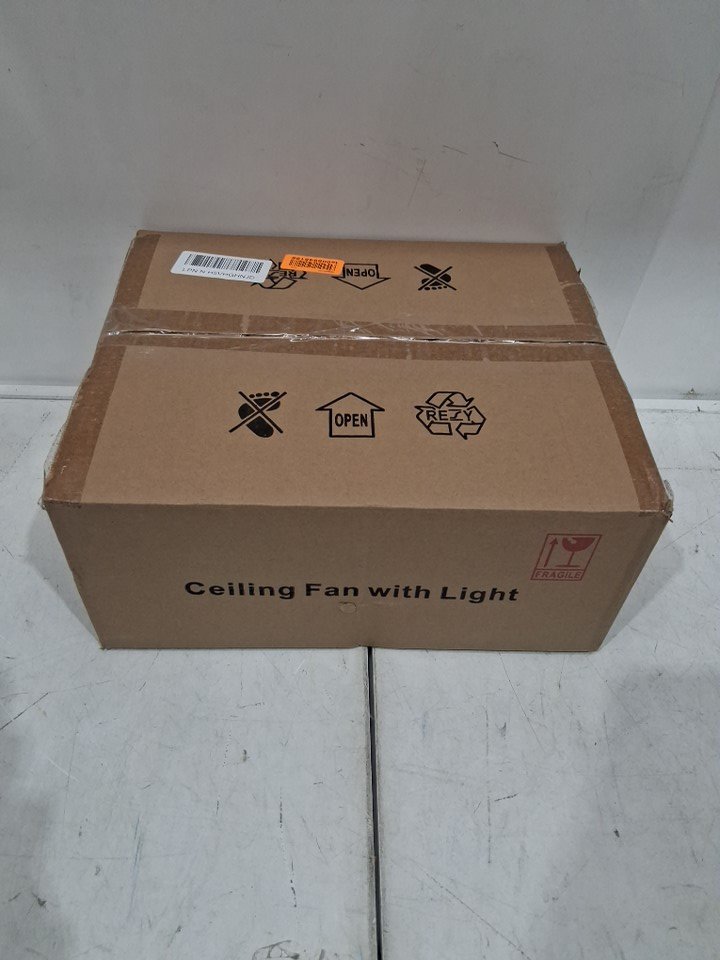 OPEN
OPEN
REZY
FRAGILE
Ceiling Fan with Light